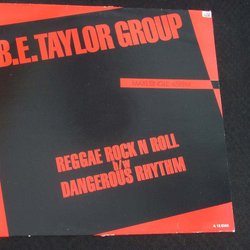 B.E. TAYLOR GROUP
REGGAE ROCK N ROLL
b/w
DANGEROUS RHYTHM